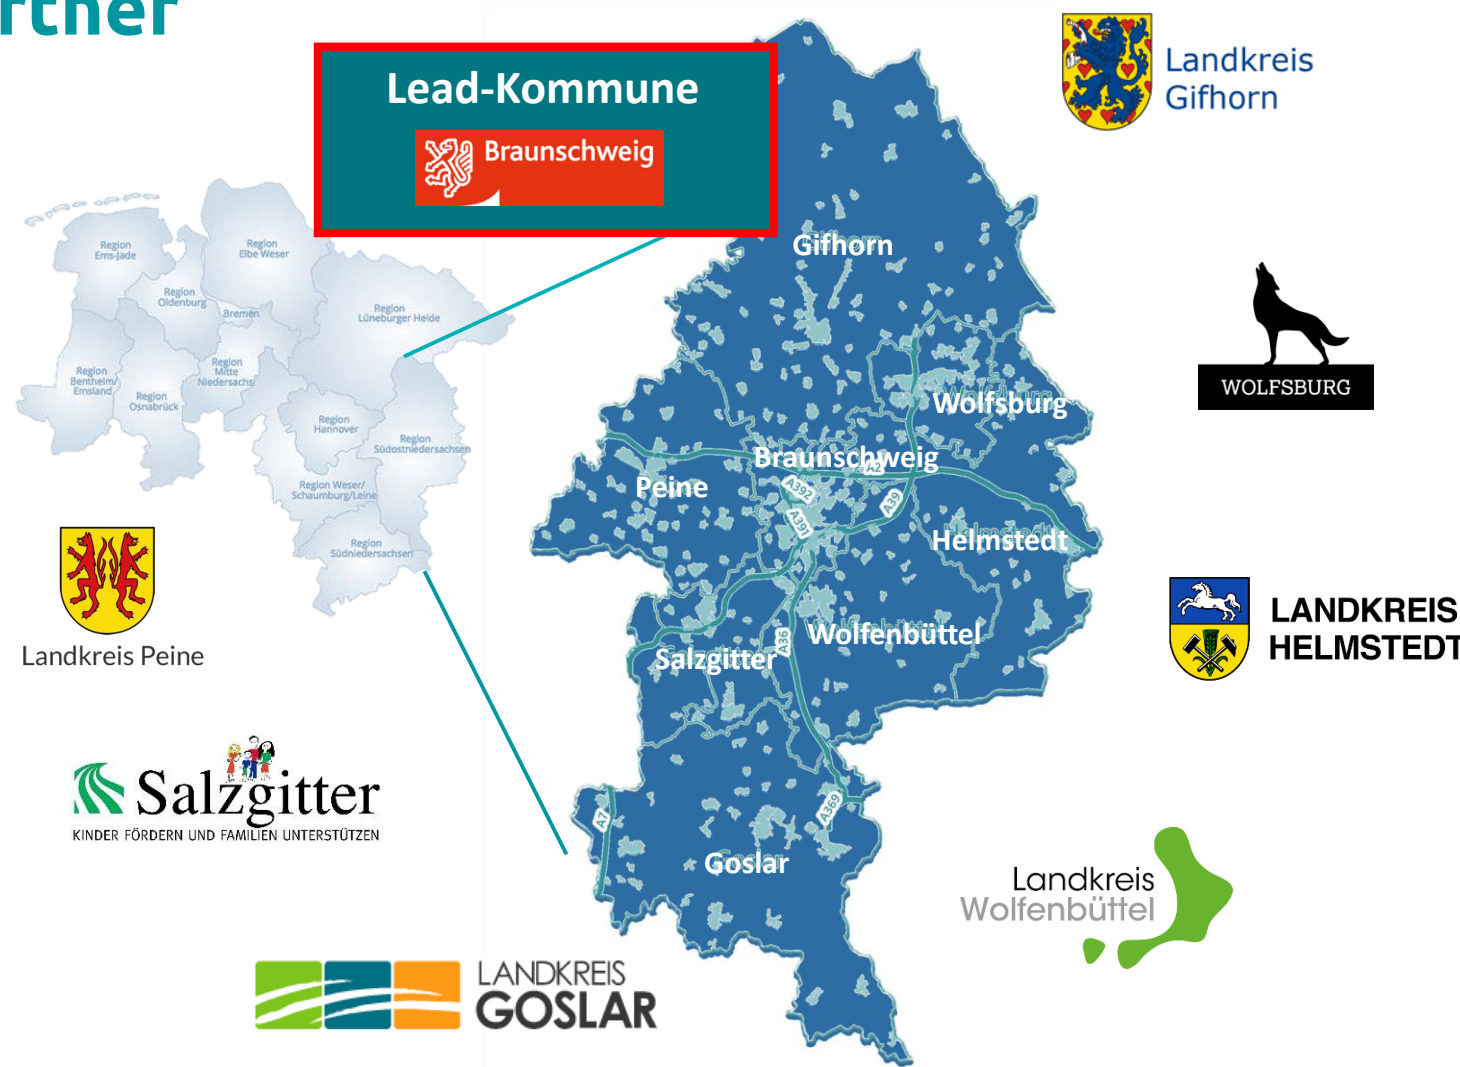 rtner
Lead-Kommune
Braunschweig
Landkreis
Gifhorn
Region
Ems-Jade
Region
Elbe Weser
Region
Oldenburg
Bremen
Region
Lüneburger Heide
Region
Bentheim/
Emsland
Region
Osnabrück
Region
Mitte
Niedersachs
Region
Hannover
Region
Südostniedersachsen
Region Weser/
Schaumburg/Leine
Region
Südniedersachsen
Gifhorn
Wolfsburg
Braunschweig
A2
Peine
A392
A39
A391
Helmstedt
Wolfenbüttel
A36
Salzgitter
A7
A369
Goslar
WOLFSBURG
Landkreis Peine
LANDKREIS
HELMSTEDT
Salzgitter
KINDER FÖRDERN UND FAMILIEN UNTERSTÜTZEN
Landkreis
Wolfenbüttel
LANDKREIS
GOSLAR